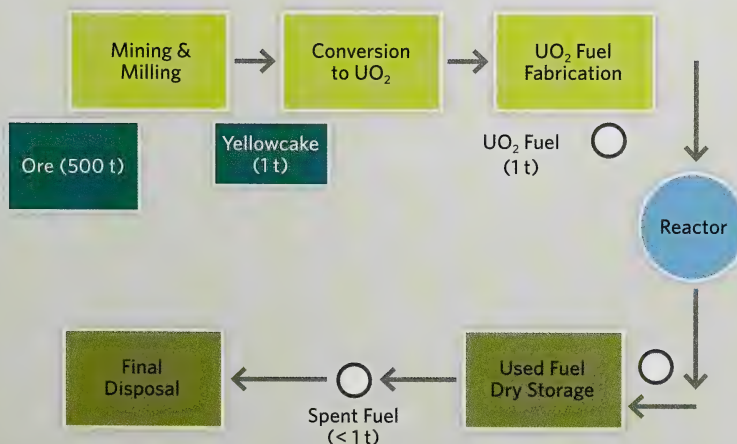 Mining &
Milling
Conversion
to UO₂
UO₂ Fuel
Fabrication
Ore (500 t)
Yellowcake
(1 t)
UO₂ Fuel
(1 t)
Reactor
Final
Disposal
Spent Fuel
(< 1 t)
Used Fuel
Dry Storage